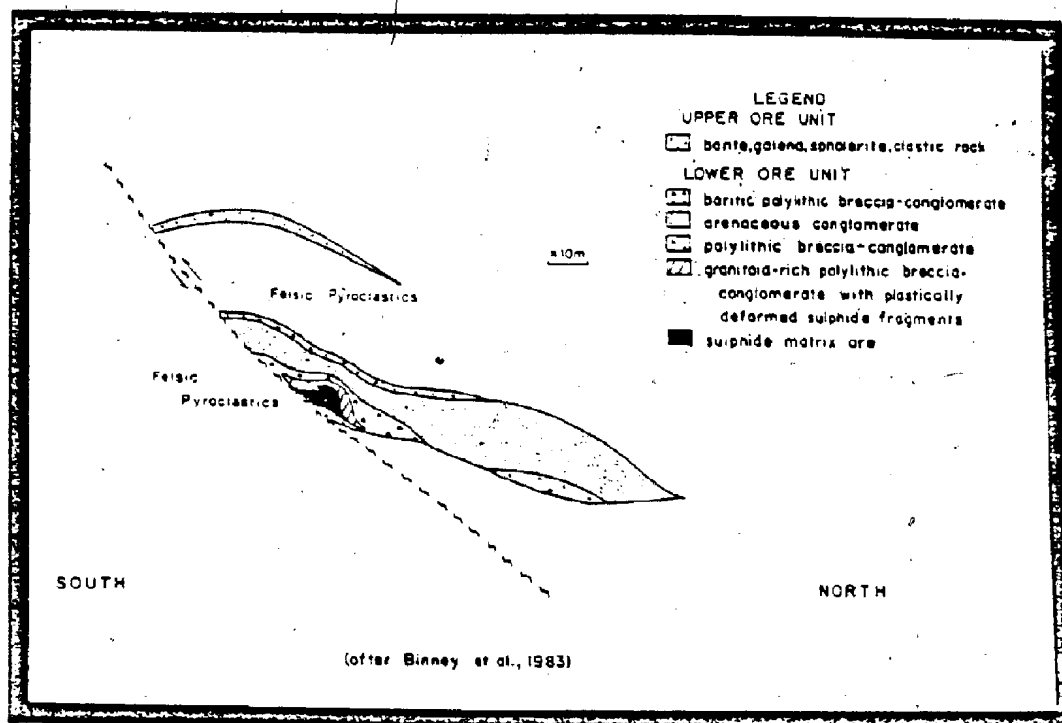 LEGEND
UPPER ORE UNIT
barite, galena, sphalerite, clastic rock
LOWER ORE UNIT
baritic polylithic breccia-conglomerate
arenaceous conglomerate
polylithic breccia-conglomerate
granitoid-rich polylithic breccia-
conglomerate with plastically
deformed sulphide fragments
sulphide matrix ore
≈10m
Felsic Pyroclastics
Felsic
Pyroclastics
SOUTH
NORTH
(after Binney et al., 1983)